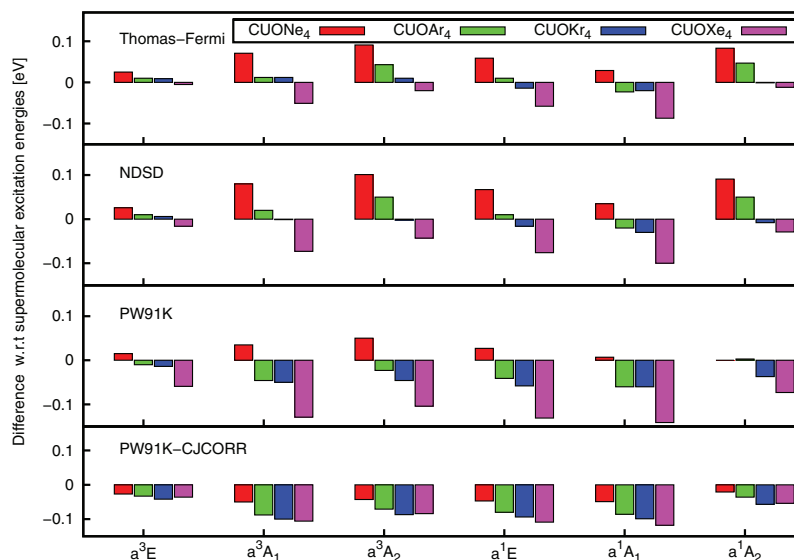 CUONe4 CUOAr4 CUOKr4 CUOXe4
Thomas−Fermi
0.1
0
−0.1
NDSD
0.1
0
−0.1
PW91K
0.1
0
−0.1
PW91K−CJCORR
0.1
0
−0.1
a³E a³A₁ a³A₂ a¹E a¹A₁ a¹A₂
Difference w.r.t supermolecular excitation energies [eV]